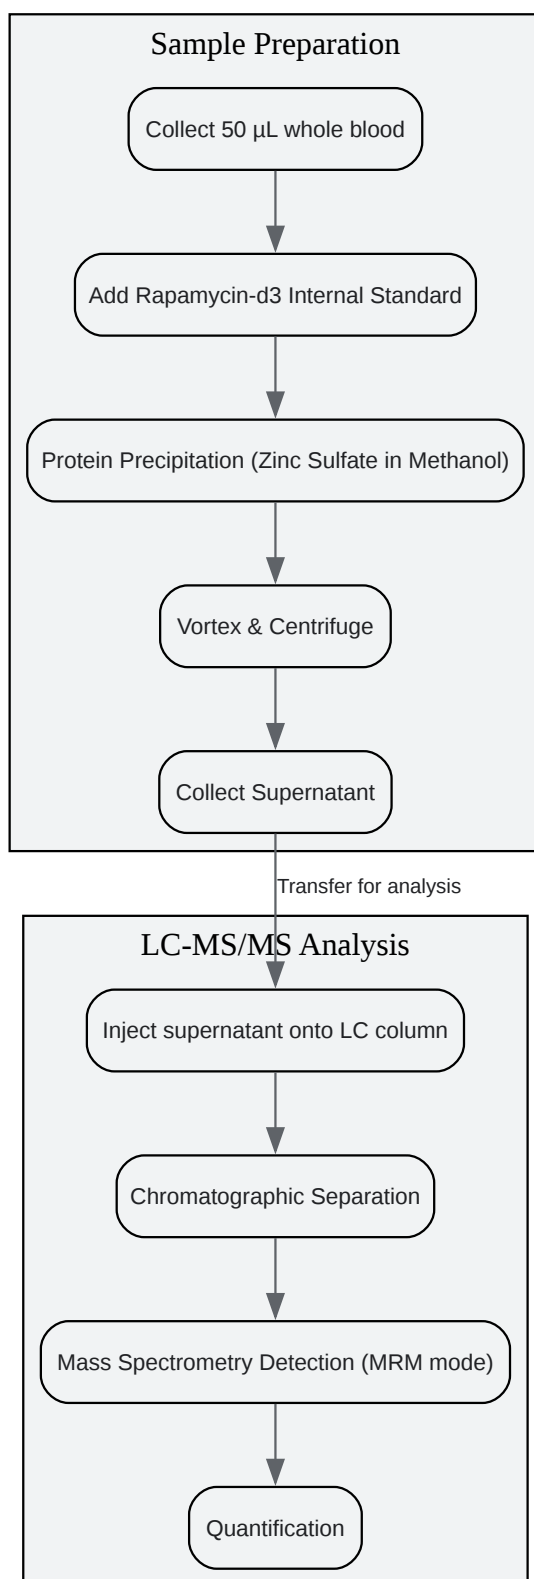 Sample Preparation
Collect 50 µL whole blood
Add Rapamycin-d3 Internal Standard
Protein Precipitation (Zinc Sulfate in Methanol)
Vortex & Centrifuge
Collect Supernatant
Transfer for analysis
LC-MS/MS Analysis
Inject supernatant onto LC column
Chromatographic Separation
Mass Spectrometry Detection (MRM mode)
Quantification